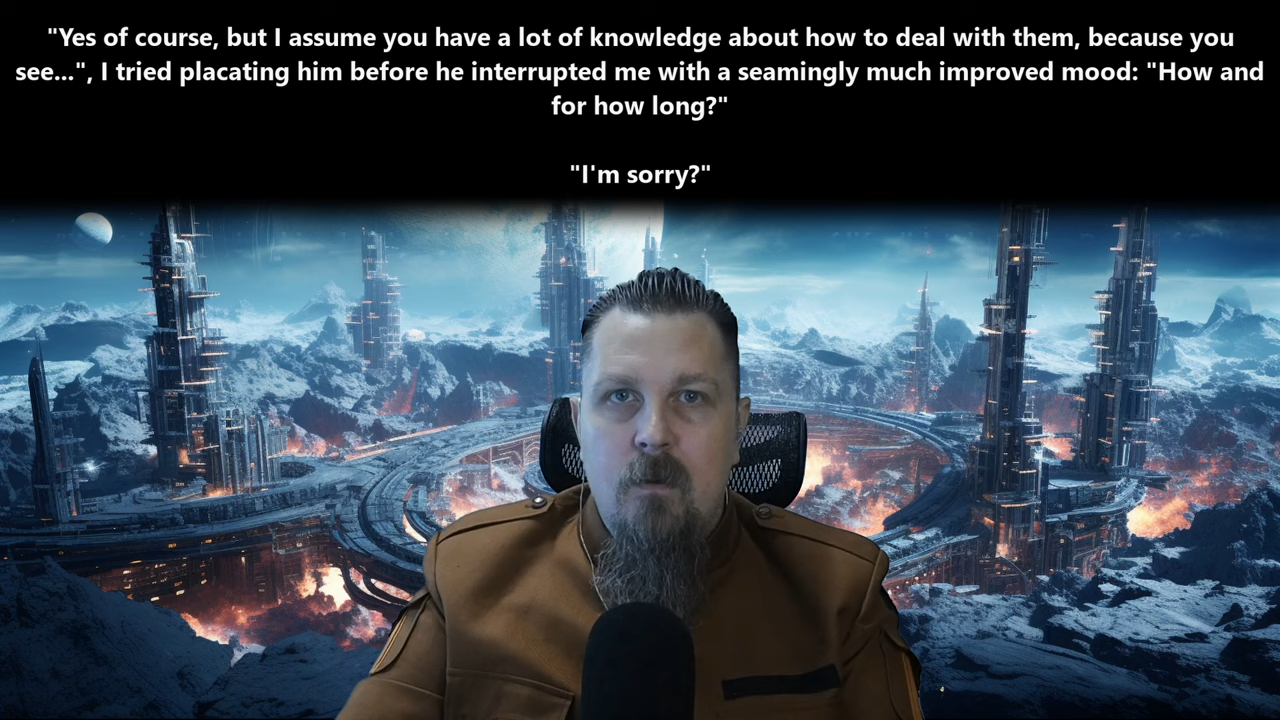 "Yes of course, but I assume you have a lot of knowledge about how to deal with them, because you
see...", I tried placating him before he interrupted me with a seamingly much improved mood: "How and
for how long?"
"I'm sorry?"